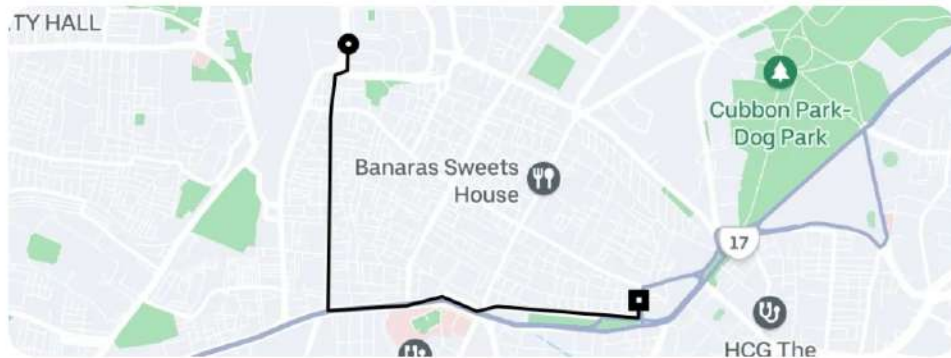 .TY HALL
Cubbon Park-
Dog Park
Banaras Sweets
House
17
HCG The